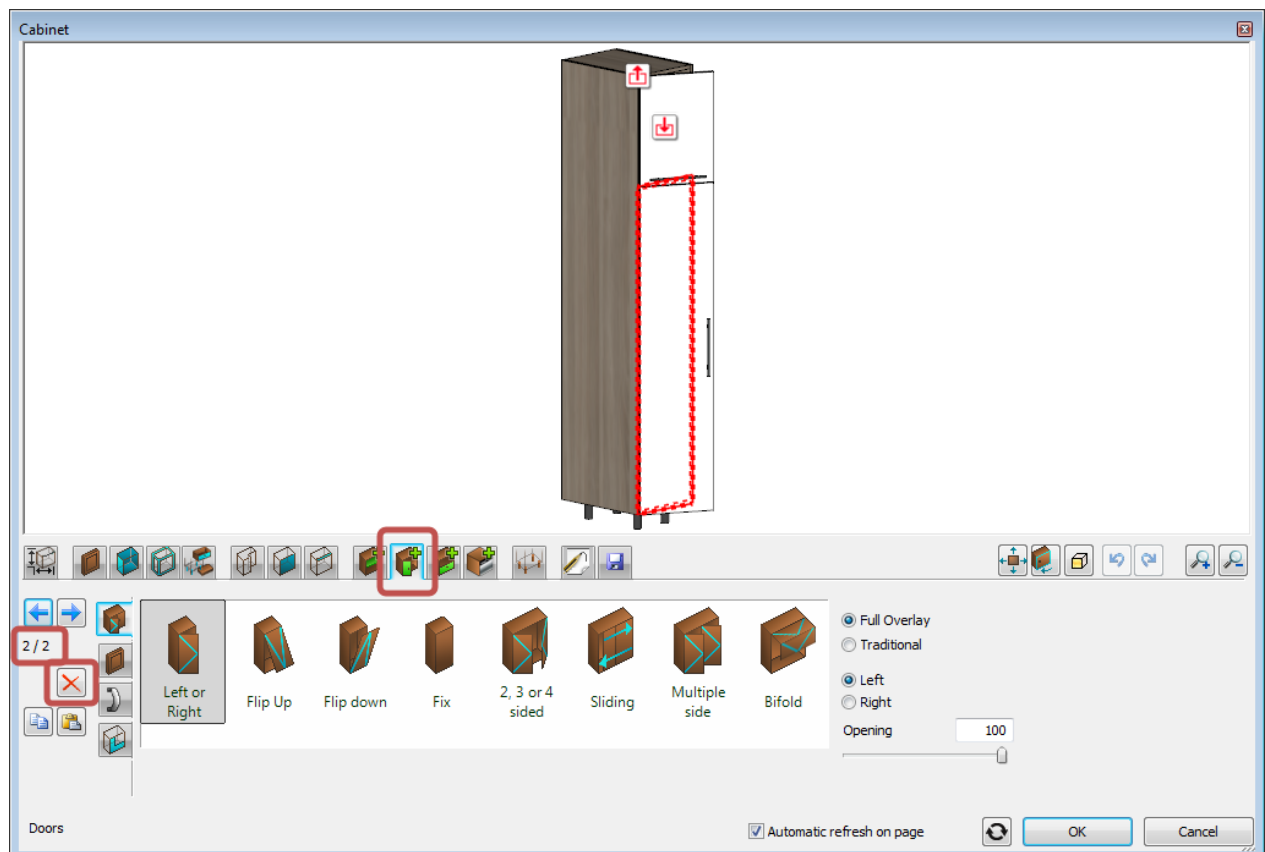 Cabinet
2 / 2
Left or
Right
Flip Up
Flip down
Fix
2, 3 or 4
sided
Sliding
Multiple
side
Bifold
Full Overlay
Traditional
Left
Right
Opening
100
Doors
Automatic refresh on page
OK
Cancel